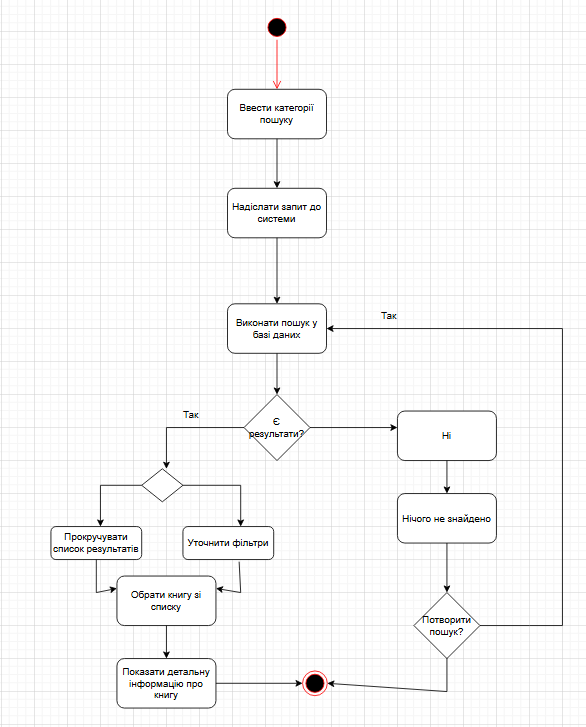 Ввести категорії
пошуку
Надіслати запит до
системи
Виконати пошук у
базі даних
Так
Є
результати?
Так
Ні
Прокручувати
список результатів
Уточнити фільтри
Нічого не знайдено
Обрати книгу зі
списку
Потворити
пошук?
Показати детальну
інформацію про
книгу